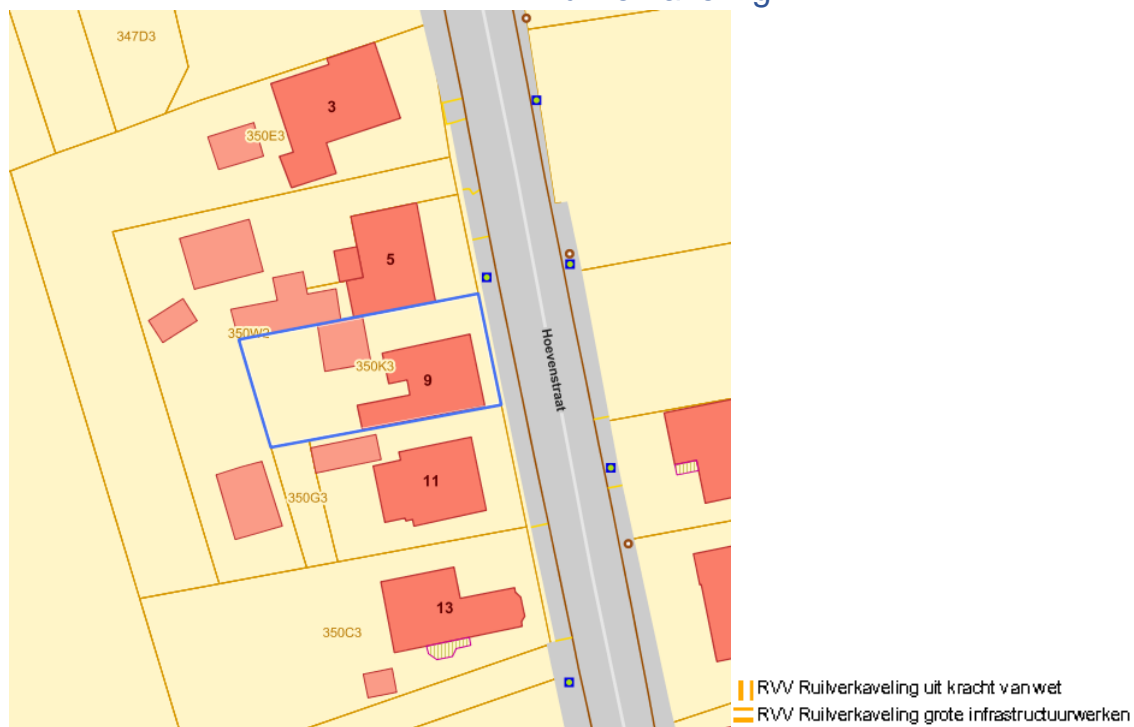 347D3
3
350E3
5
350W2
350K3
9
Hoevenstraat
11
350G3
13
350C3
RVV Ruilverkaveling uit kracht van wet
RVV Ruilverkaveling grote infrastructuurwerken